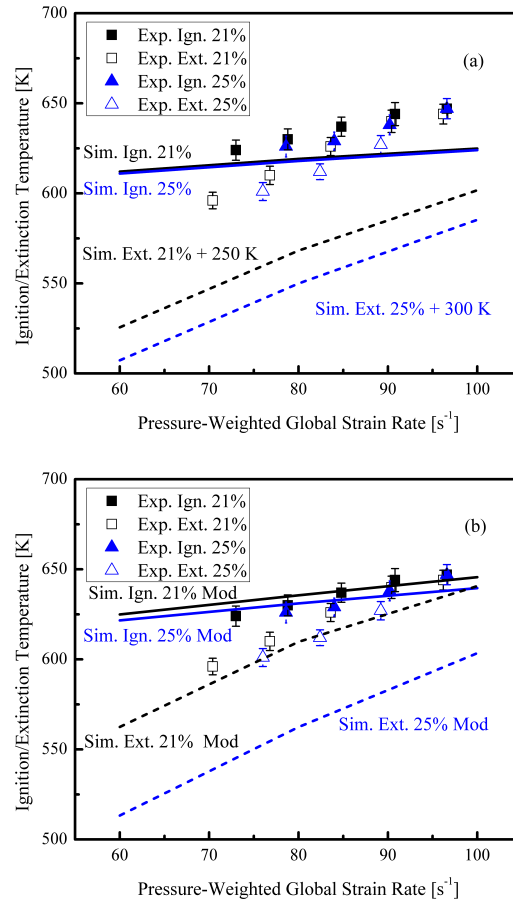 700
650
600
550
500
Ignition/Extinction Temperature [K]
Exp. Ign. 21%
Exp. Ext. 21%
Exp. Ign. 25%
Exp. Ext. 25%
(a)
Sim. Ign. 21%
Sim. Ign. 25%
Sim. Ext. 21% + 250 K
Sim. Ext. 25% + 300 K
60 70 80 90 100
Pressure-Weighted Global Strain Rate [s⁻¹]
700
650
600
550
500
Ignition/Extinction Temperature [K]
Exp. Ign. 21%
Exp. Ext. 21%
Exp. Ign. 25%
Exp. Ext. 25%
(b)
Sim. Ign. 21% Mod
Sim. Ign. 25% Mod
Sim. Ext. 21% Mod
Sim. Ext. 25% Mod
60 70 80 90 100
Pressure-Weighted Global Strain Rate [s⁻¹]